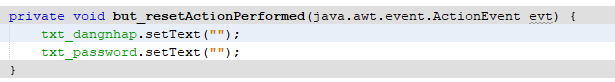 private void but_resetActionPerformed(java.awt.event.ActionEvent evt) {
txt_dangnhap.setText("");
txt_password.setText("");
}